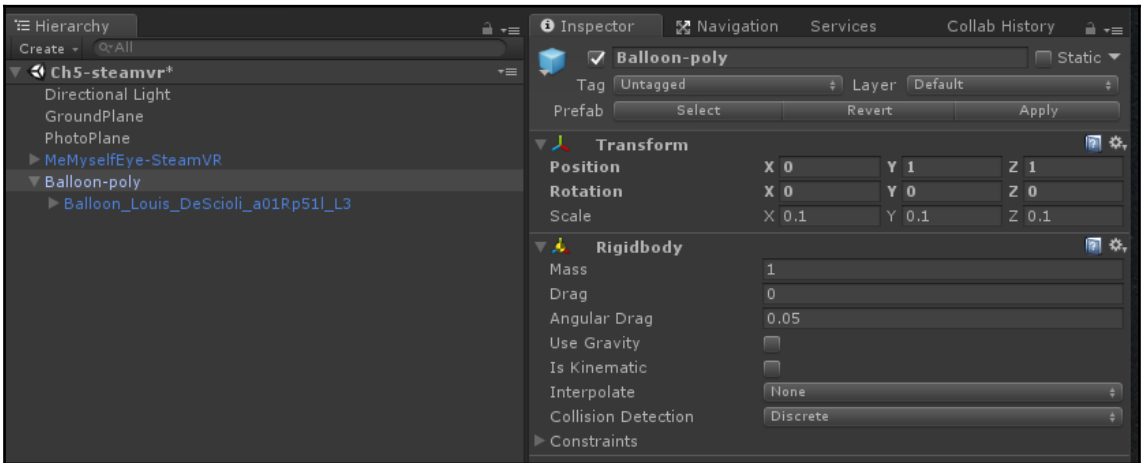 Hierarchy
Create All
Ch5-steamvr*
Directional Light
GroundPlane
PhotoPlane
MeMyselfEye-SteamVR
Balloon-poly
Balloon_Louis_DeScioli_a01Rp51l_L3
Inspector Navigation Services Collab History
Balloon-poly Static
Tag Untagged Layer Default
Prefab Select Revert Apply
Transform
Position X 0 Y 1 Z 1
Rotation X 0 Y 0 Z 0
Scale X 0.1 Y 0.1 Z 0.1
Rigidbody
Mass 1
Drag 0
Angular Drag 0.05
Use Gravity
Is Kinematic
Interpolate None
Collision Detection Discrete
Constraints